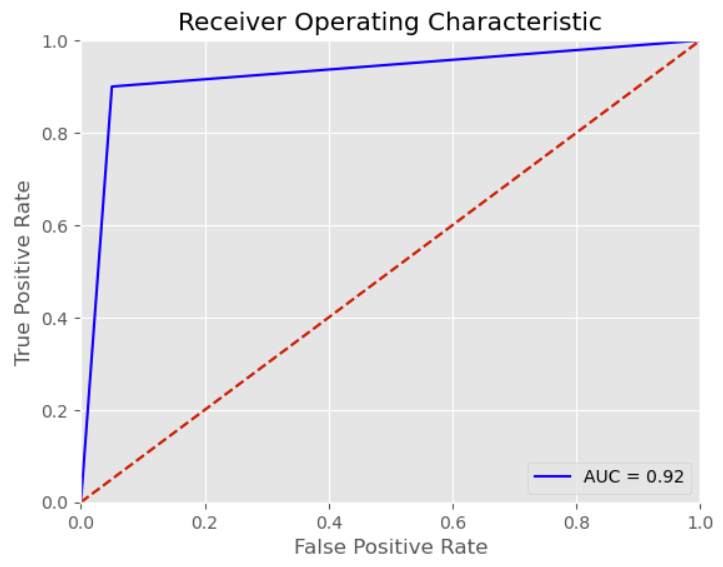 Receiver Operating Characteristic
1.0
0.8
0.6
0.4
0.2
0.0
True Positive Rate
AUC = 0.92
0.0 0.2 0.4 0.6 0.8 1.0
False Positive Rate